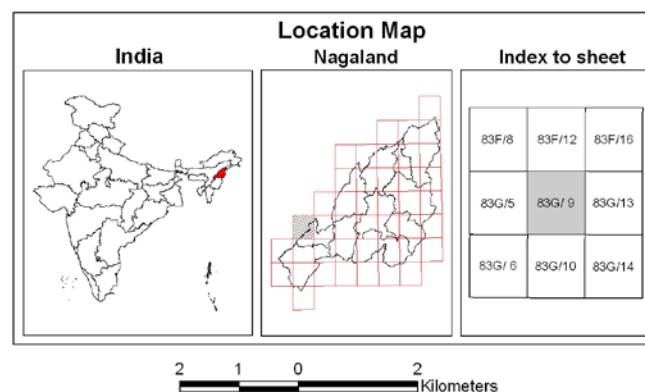 Location Map
India
Nagaland
Index to sheet
83F/8 83F/12 83F/16
83G/5 83G/ 9 83G/13
83G/ 6 83G/10 83G/14
2 1 0 2
Kilometers